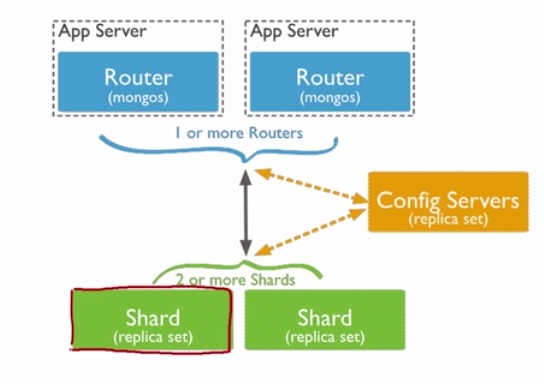 App Server
App Server
Router
(mongos)
Router
(mongos)
1 or more Routers
Config Servers
(replica set)
2 or more Shards
Shard
(replica set)
Shard
(replica set)